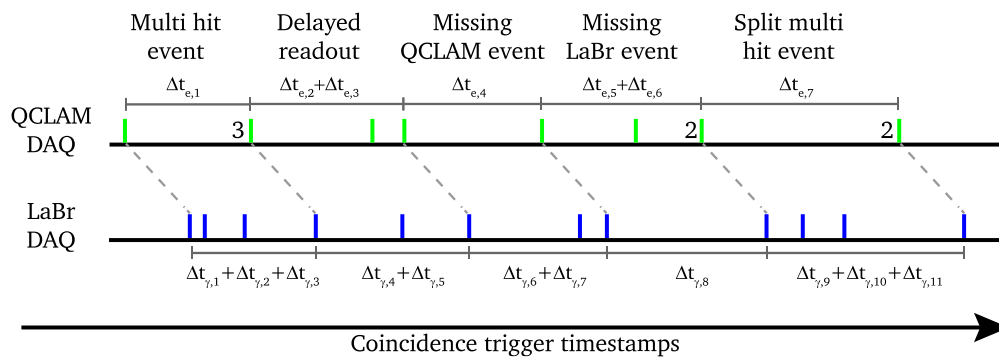 Multi hit
event
Delayed
readout
Missing
QCLAM event
Missing
LaBr event
Split multi
hit event
Δt_e,1
Δt_e,2+Δt_e,3
Δt_e,4
Δt_e,5+Δt_e,6
Δt_e,7
QCLAM
DAQ
3
2
2
LaBr
DAQ
Δt_γ,1+Δt_γ,2+Δt_γ,3
Δt_γ,4+Δt_γ,5
Δt_γ,6+Δt_γ,7
Δt_γ,8
Δt_γ,9+Δt_γ,10+Δt_γ,11
Coincidence trigger timestamps